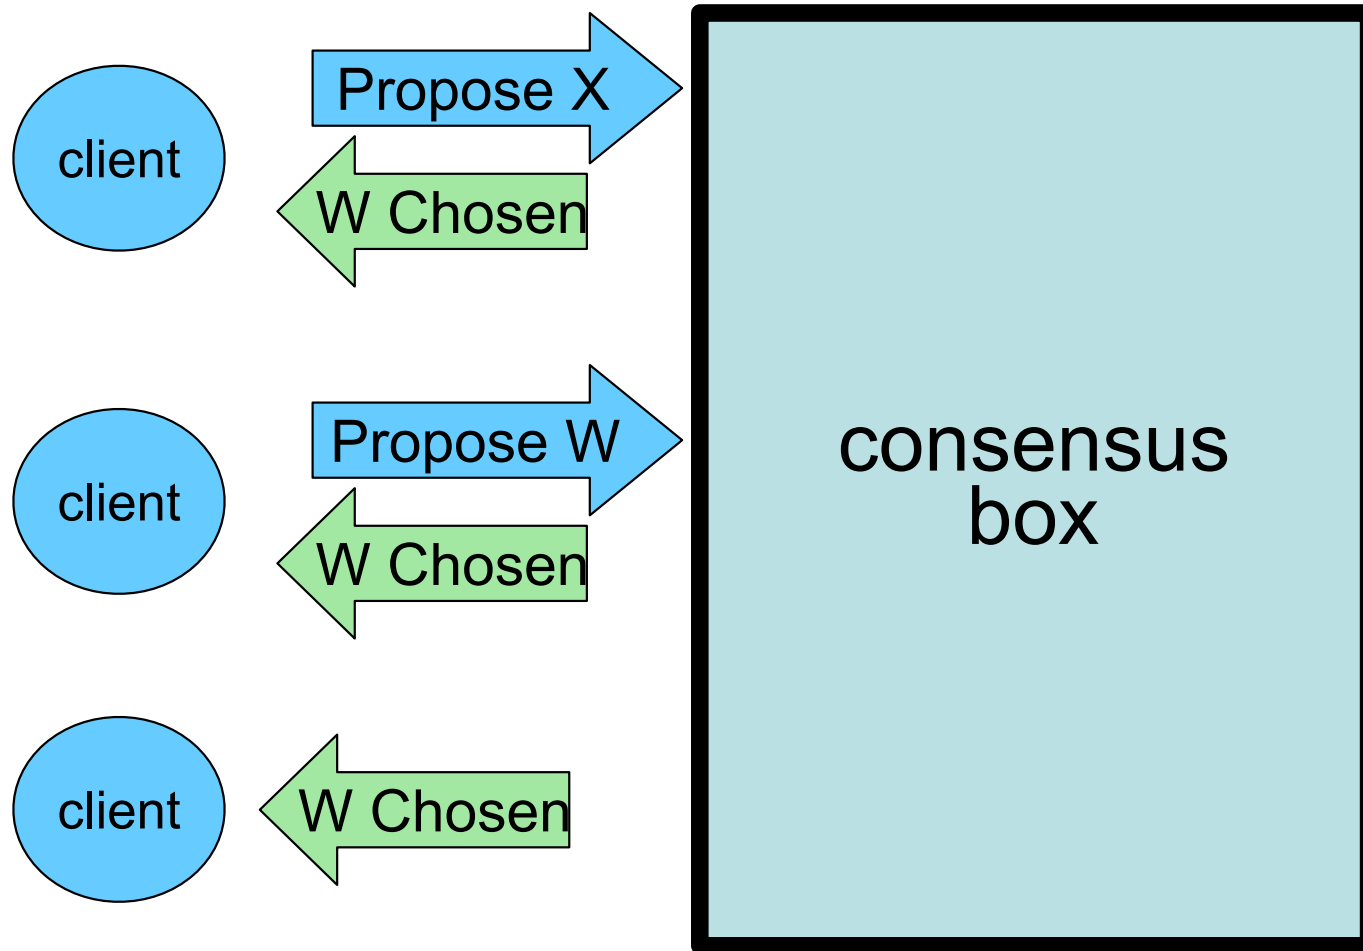 client
Propose X
W Chosen
client
Propose W
W Chosen
client
W Chosen
consensus
box